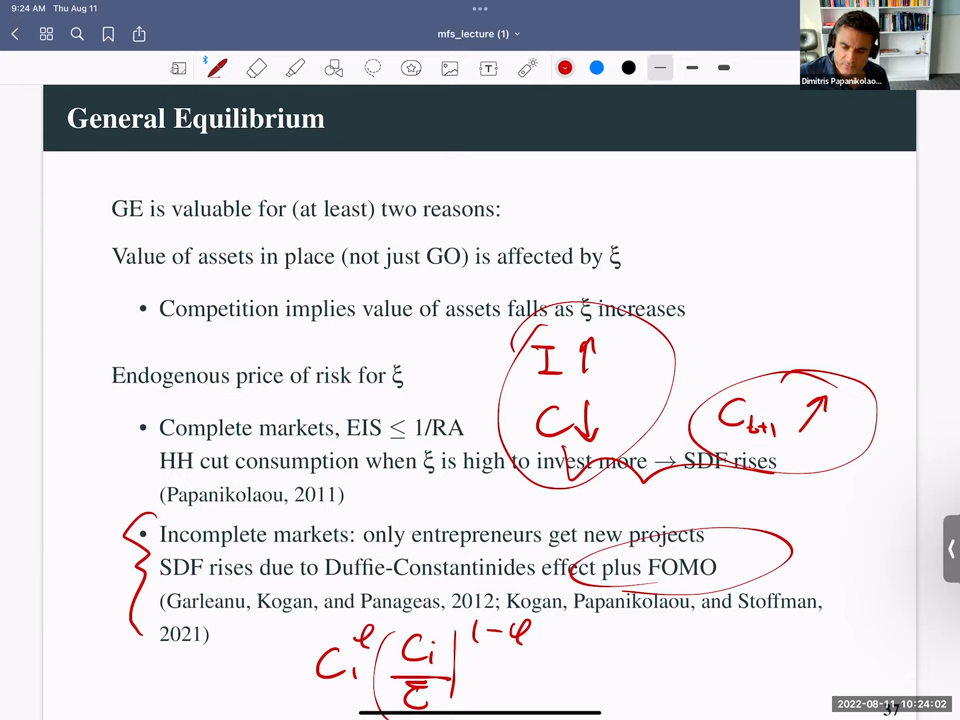 9:24 AM Thu Aug 11
mfs_lecture (1)
Dimitris Papanikolao...
General Equilibrium
GE is valuable for (at least) two reasons:
Value of assets in place (not just GO) is affected by ξ
• Competition implies value of assets falls as ξ increases
I ↑
Endogenous price of risk for ξ
C ↓
C_{t+1} ↗
• Complete markets, EIS ≤ 1/RA
HH cut consumption when ξ is high to invest more → SDF rises
(Papanikolaou, 2011)
• Incomplete markets: only entrepreneurs get new projects
SDF rises due to Duffie-Constantinides effect plus FOMO
(Garleanu, Kogan, and Panageas, 2012; Kogan, Papanikolaou, and Stoffman,
2021)
2022-08-11 10:24:02
37